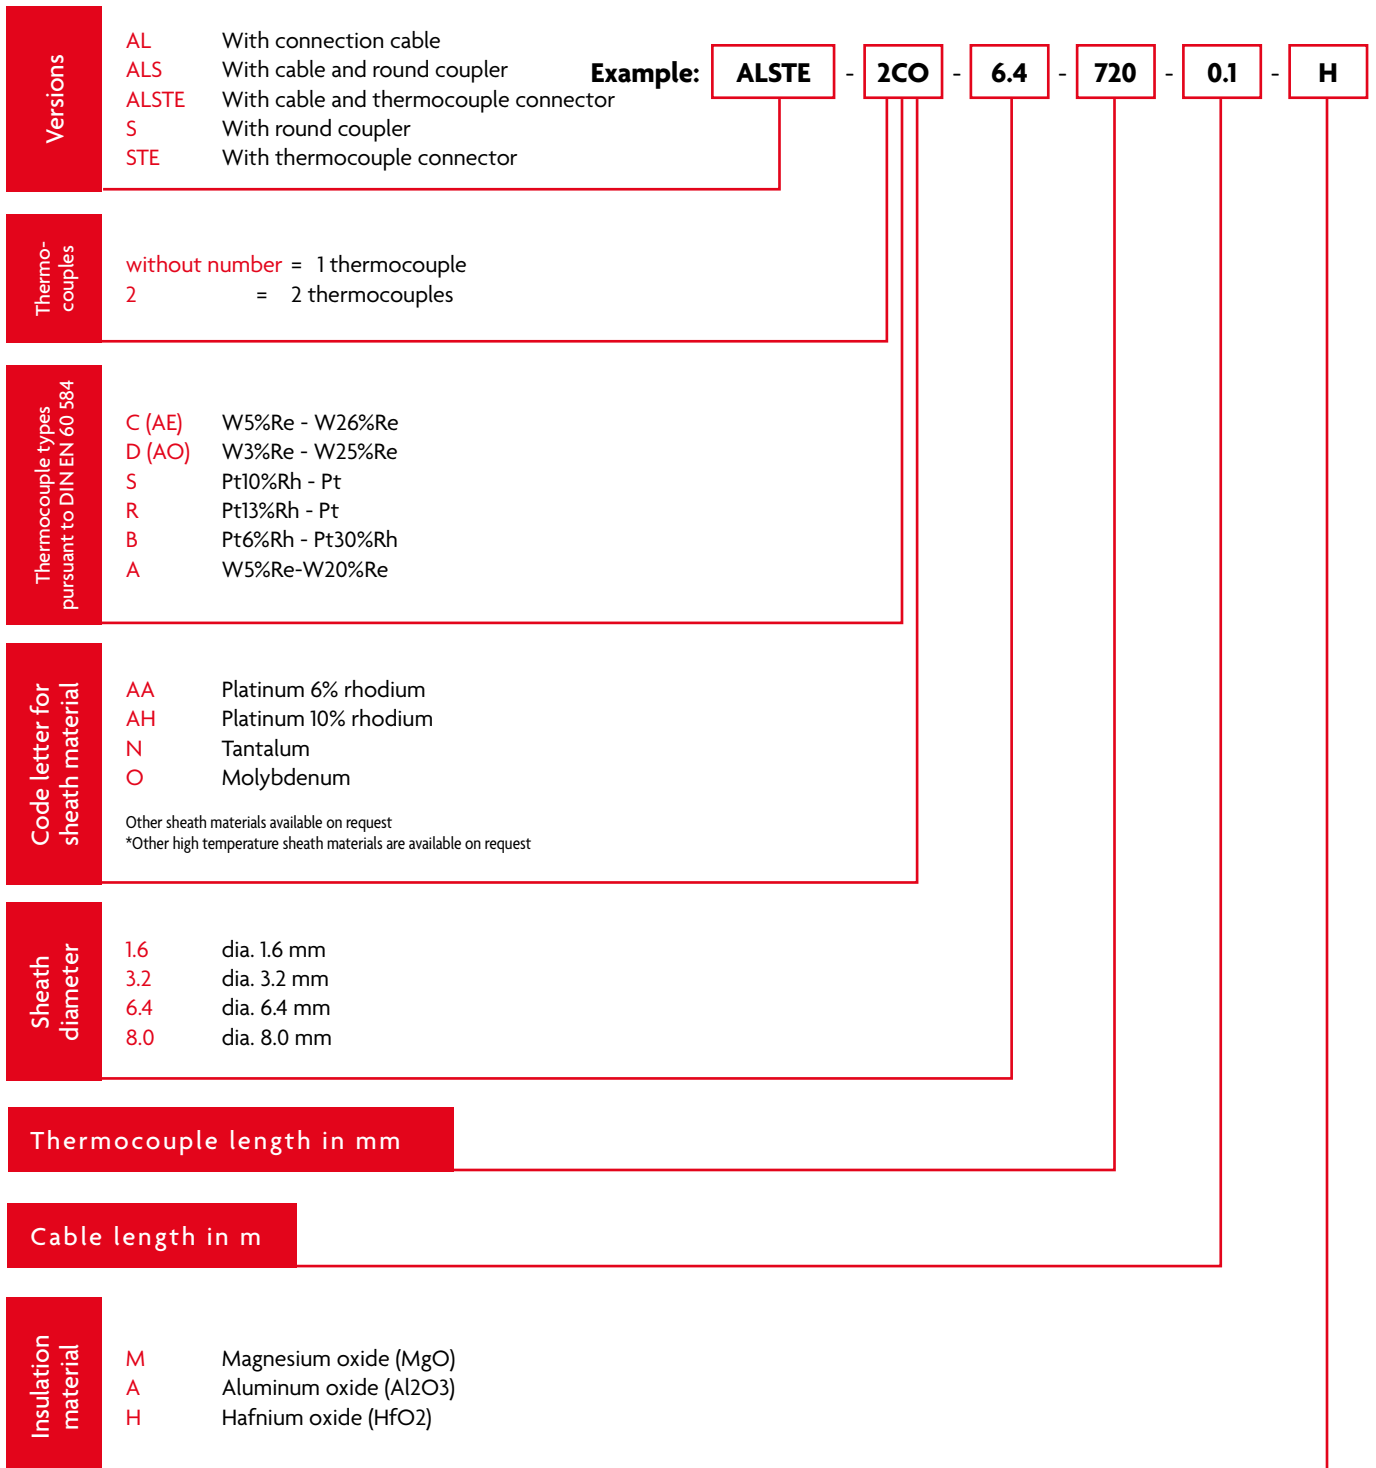 Versions
AL With connection cable
ALS With cable and round coupler
ALSTE With cable and thermocouple connector
S With round coupler
STE With thermocouple connector
Example: ALSTE - 2CO - 6.4 - 720 - 0.1 - H
Thermo-
couples
without number = 1 thermocouple
2 = 2 thermocouples
Thermocouple types
pursuant to DIN EN 60 584
C (AE) W5%Re - W26%Re
D (AO) W3%Re - W25%Re
S Pt10%Rh - Pt
R Pt13%Rh - Pt
B Pt6%Rh - Pt30%Rh
A W5%Re-W20%Re
Code letter for
sheath material
AA Platinum 6% rhodium
AH Platinum 10% rhodium
N Tantalum
O Molybdenum
Other sheath materials available on request
*Other high temperature sheath materials are available on request
Sheath
diameter
1.6 dia. 1.6 mm
3.2 dia. 3.2 mm
6.4 dia. 6.4 mm
8.0 dia. 8.0 mm
Thermocouple length in mm
Cable length in m
Insulation
material
M Magnesium oxide (MgO)
A Aluminum oxide (Al2O3)
H Hafnium oxide (HfO2)